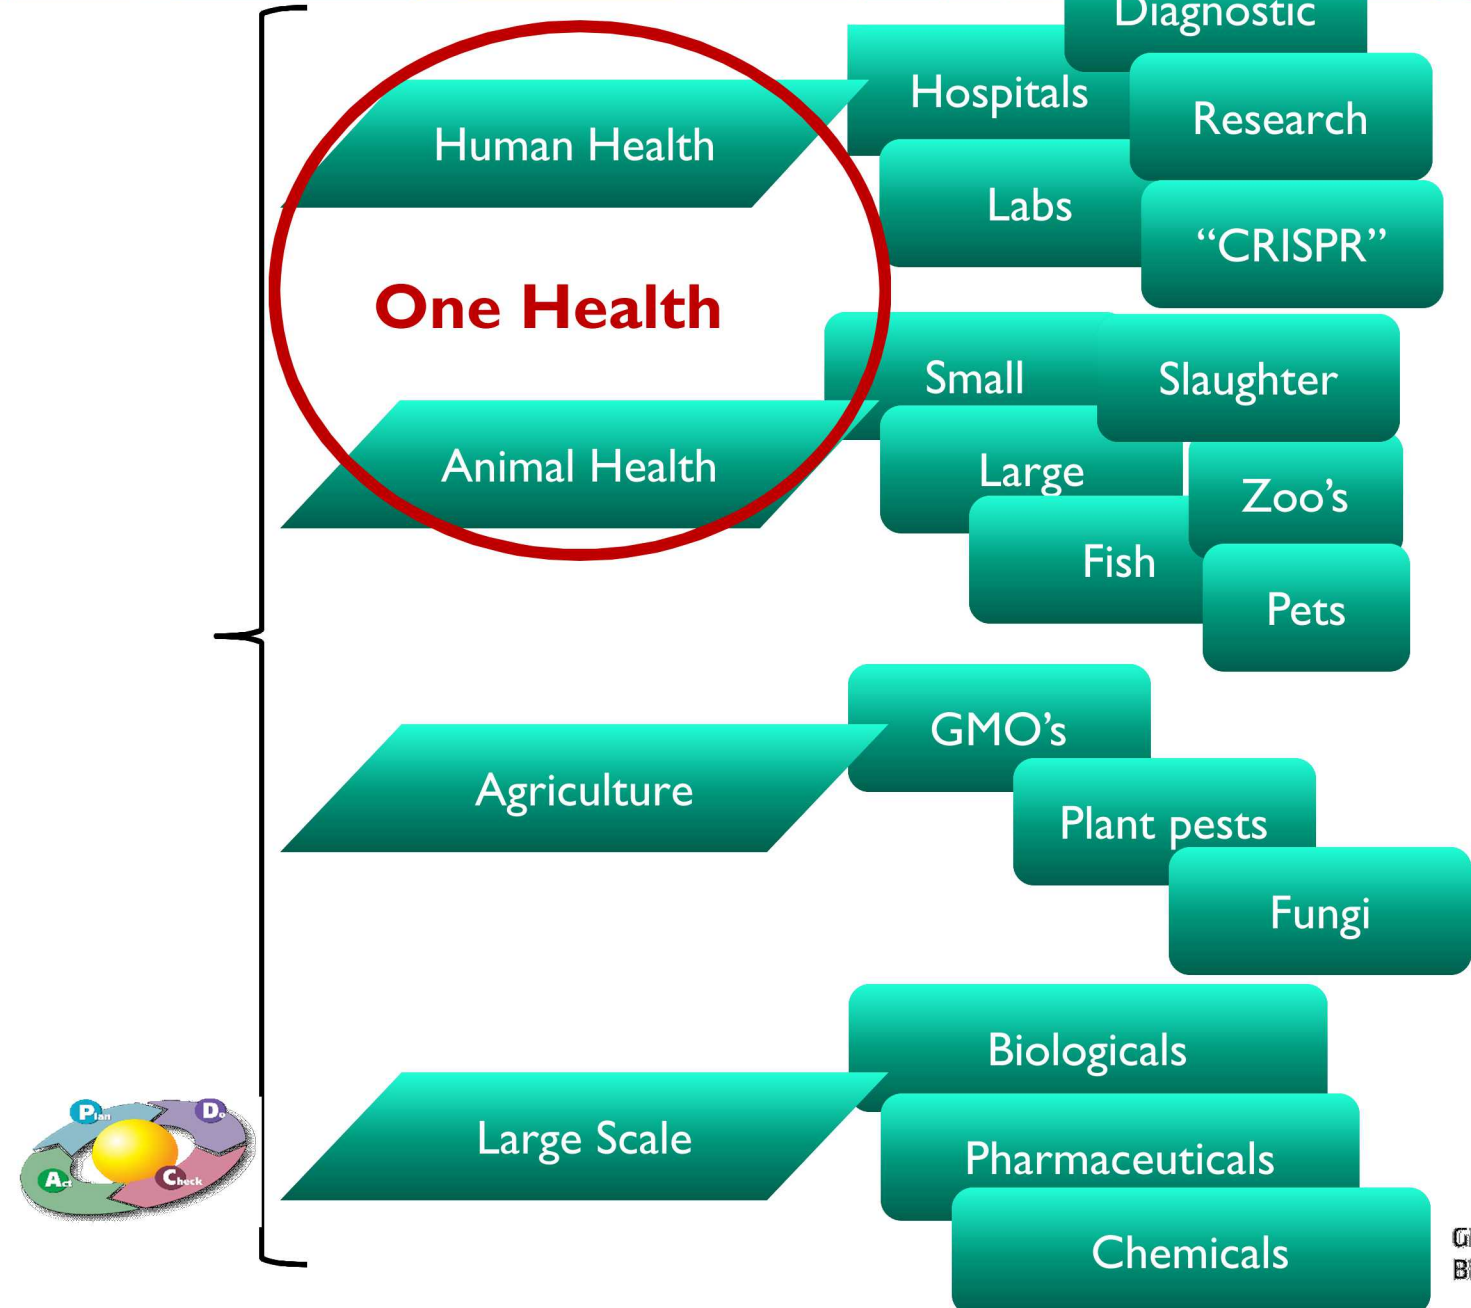 Diagnostic
Hospitals
Research
Human Health
Labs
“CRISPR”
One Health
Small
Slaughter
Animal Health
Large
Zoo’s
Fish
Pets
GMO’s
Agriculture
Plant pests
Fungi
Biologicals
Plan
Do
Large Scale
Pharmaceuticals
Act
Check
Chemicals